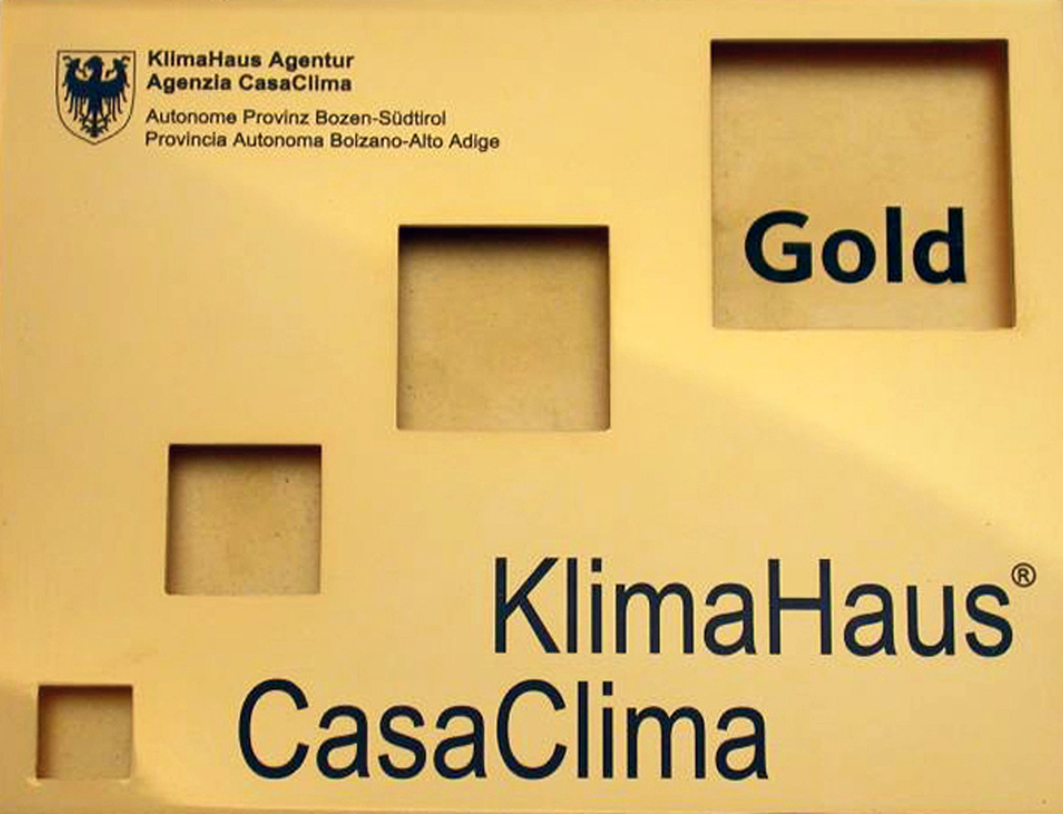 KlimaHaus Agentur
Agenzia CasaClima
Autonome Provinz Bozen-Südtirol
Provincia Autonoma Bolzano-Alto Adige
Gold
KlimaHaus®
CasaClima